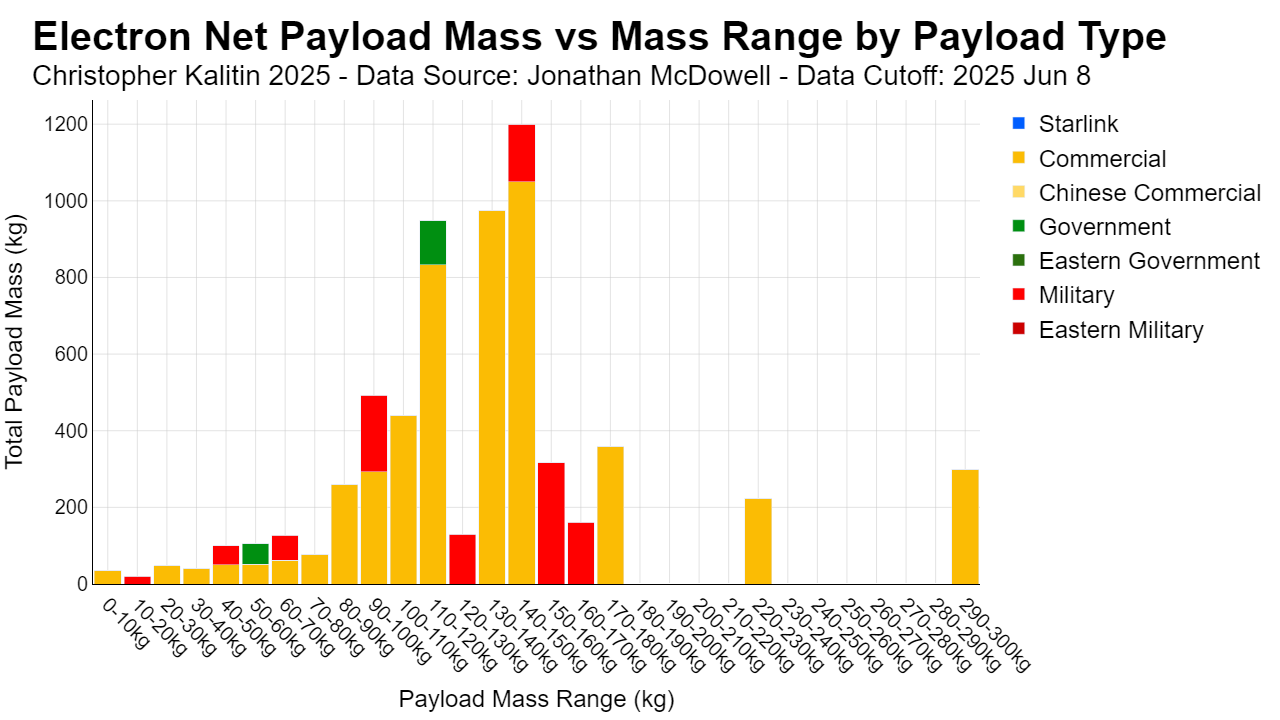 Electron Net Payload Mass vs Mass Range by Payload Type
Christopher Kalitin 2025 - Data Source: Jonathan McDowell - Data Cutoff: 2025 Jun 8
Total Payload Mass (kg)
1200
1000
800
600
400
200
0
0-10kg
10-20kg
20-30kg
30-40kg
40-50kg
50-60kg
60-70kg
70-80kg
80-90kg
90-100kg
100-110kg
110-120kg
120-130kg
130-140kg
140-150kg
150-160kg
160-170kg
170-180kg
180-190kg
190-200kg
200-210kg
210-220kg
220-230kg
230-240kg
240-250kg
250-260kg
260-270kg
270-280kg
280-290kg
290-300kg
Payload Mass Range (kg)
Starlink
Commercial
Chinese Commercial
Government
Eastern Government
Military
Eastern Military